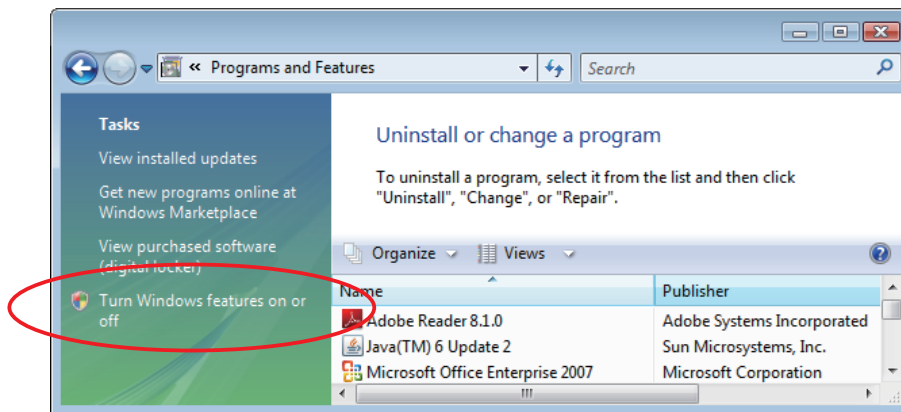 « Programs and Features
Search
Tasks
View installed updates
Get new programs online at
Windows Marketplace
View purchased software
(digital locker)
Turn Windows features on or
off
Uninstall or change a program
To uninstall a program, select it from the list and then click
"Uninstall", "Change", or "Repair".
Organize Views
Name Publisher
Adobe Reader 8.1.0 Adobe Systems Incorporated
Java(TM) 6 Update 2 Sun Microsystems, Inc.
Microsoft Office Enterprise 2007 Microsoft Corporation